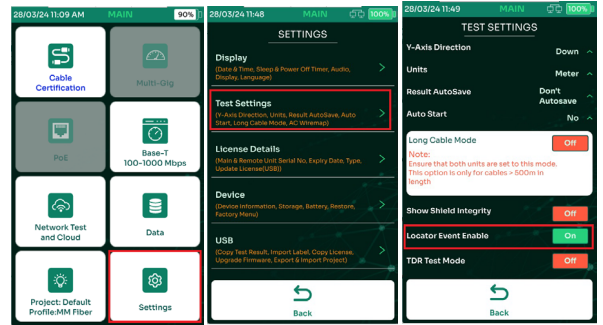 28/03/24 11:09 AM MAIN 90%
Cable
Certification
Multi-Gig
PoE
Base-T
100-1000 Mbps
Network Test
and Cloud
Data
Project: Default
Profile:MM Fiber
Settings
28/03/24 11:48 MAIN 100%
SETTINGS
Display
(Date & Time, Sleep & Power Off Timer, Audio,
Display, Language)
Test Settings
(Y-Axis Direction, Units, Result AutoSave, Auto
Start, Long Cable Mode, AC Wiremap)
License Details
(Main & Remote Unit Serial No, Expiry Date, Type,
Update License(USB))
Device
(Device Information, Storage, Battery, Restore,
Factory Menu)
USB
(Copy Test Result, Import Label, Copy License,
Upgrade Firmware, Export & Import Project)
Back
28/03/24 11:49 MAIN 100%
TEST SETTINGS
Y-Axis Direction Down
Units Meter
Result AutoSave Don't
Autosave
Auto Start No
Long Cable Mode Off
Note:
Ensure that both units are set to this mode.
This option is only for cables > 500m in
length
Show Shield Integrity Off
Locator Event Enable On
TDR Test Mode Off
Back